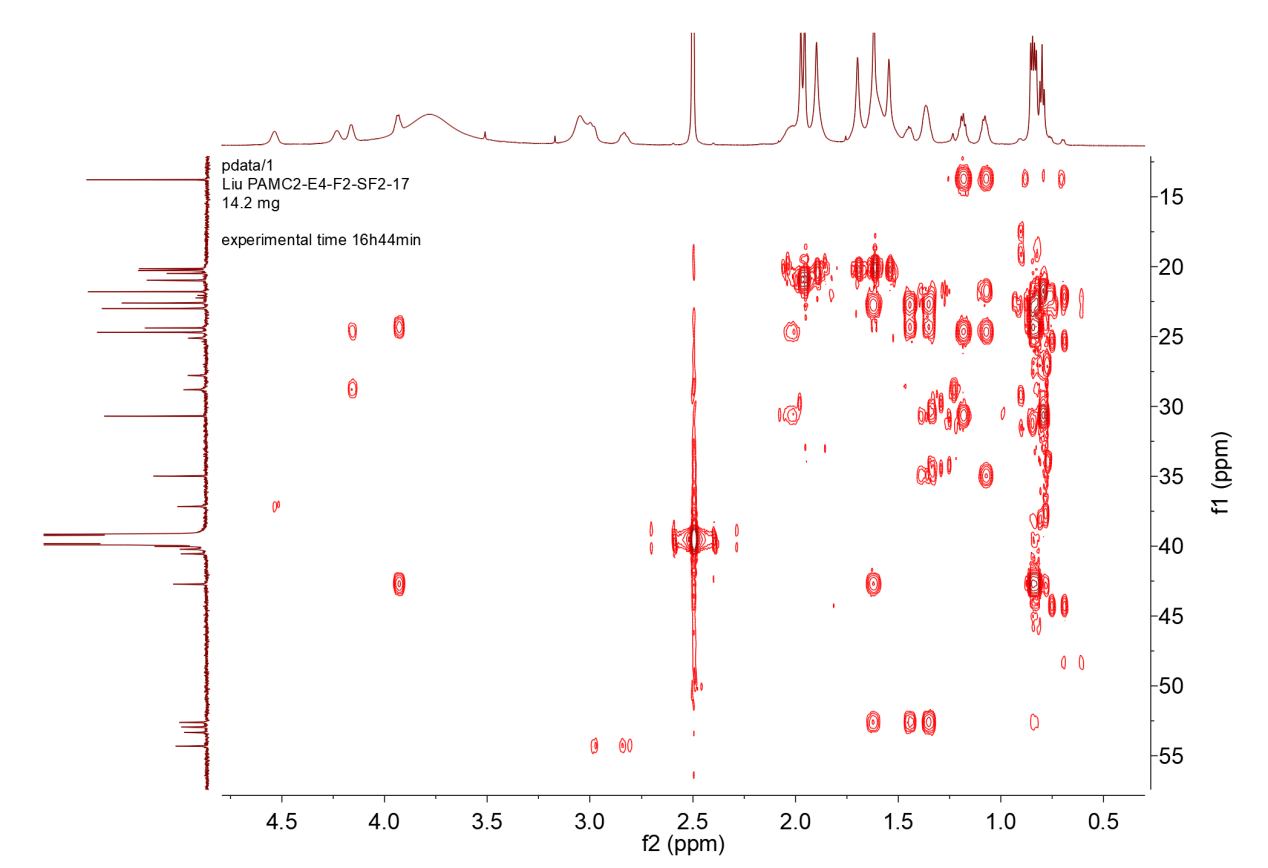 pdata/1
Liu PAMC2-E4-F2-SF2-17
14.2 mg
experimental time 16h44min
15
20
25
30
35
40
45
50
55
f1 (ppm)
4.5 4.0 3.5 3.0 2.5 2.0 1.5 1.0 0.5
f2 (ppm)